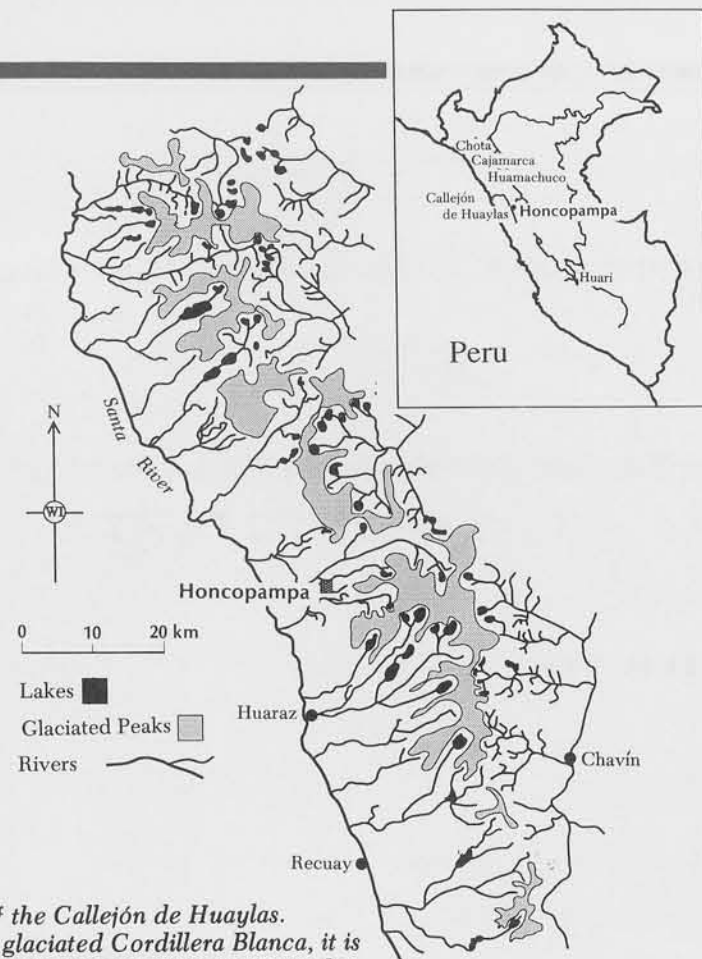 Chota
Cajamarca
Huamachuco
Callejón
de Huaylas
Honcopampa
Huari
Peru
Santa
River
N
WI
Honcopampa
0 10 20 km
Lakes
Glaciated Peaks
Rivers
Huaraz
Chavín
Recuay
the Callejón de Huaylas.
glaciated Cordillera Blanca, it is